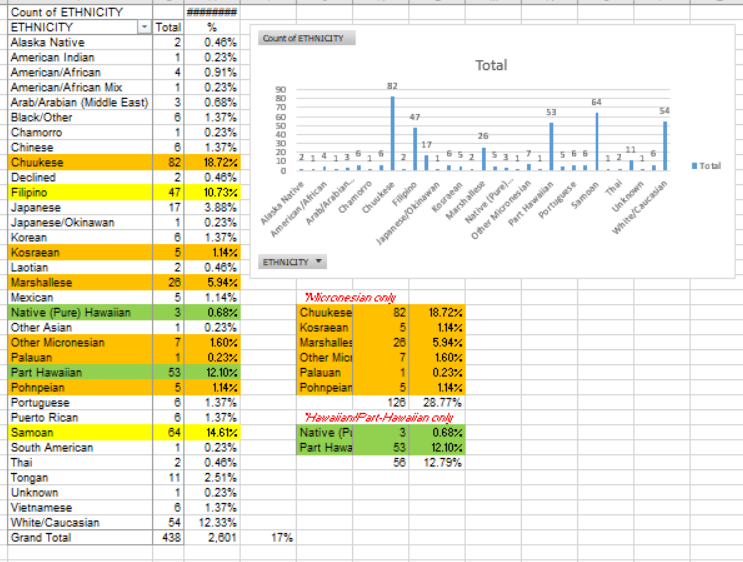 Count of ETHNICITY ########
ETHNICITY Total %
Alaska Native 2 0.46%
American Indian 1 0.23%
American/African 4 0.91%
American/African Mix 1 0.23%
Arab/Arabian (Middle East) 3 0.68%
Black/Other 6 1.37%
Chamorro 1 0.23%
Chinese 6 1.37%
Chuukese 82 18.72%
Declined 2 0.46%
Filipino 47 10.73%
Japanese 17 3.88%
Japanese/Okinawan 1 0.23%
Korean 6 1.37%
Kosraean 5 1.14%
Laotian 2 0.46%
Marshallese 26 5.94%
Mexican 5 1.14%
Native (Pure) Hawaiian 3 0.68%
Other Asian 1 0.23%
Other Micronesian 7 1.60%
Palauan 1 0.23%
Part Hawaiian 53 12.10%
Pohnpeian 5 1.14%
Portuguese 6 1.37%
Puerto Rican 6 1.37%
Samoan 64 14.61%
South American 1 0.23%
Thai 2 0.46%
Tongan 11 2.51%
Unknown 1 0.23%
Vietnamese 6 1.37%
White/Caucasian 54 12.33%
Grand Total 438 2,601 17%
Count of ETHNICITY
Total
90
80
70
60
50
40
30
20
10
0
2 1 4 1 3 6 1 6 82 2 47 17 1 6 5 2 26 5 3 1 7 1 53 5 6 6 64 1 2 11 1 6 54
Alaska Native
American/African
Arab/Arabian...
Chamorro
Chuukese
Filipino
Japanese/Okinawan
Kosraean
Marshallese
Native (Pure)...
Other Micronesian
Part Hawaiian
Portuguese
Samoan
Thai
Unknown
White/Caucasian
Total
ETHNICITY
*Micronesian only
Chuukese 82 18.72%
Kosraean 5 1.14%
Marshalles 26 5.94%
Other Micr 7 1.60%
Palauan 1 0.23%
Pohnpeian 5 1.14%
126 28.77%
*Hawaiian/Part-Hawaiian only
Native (Pu 3 0.68%
Part Hawa 53 12.10%
56 12.79%